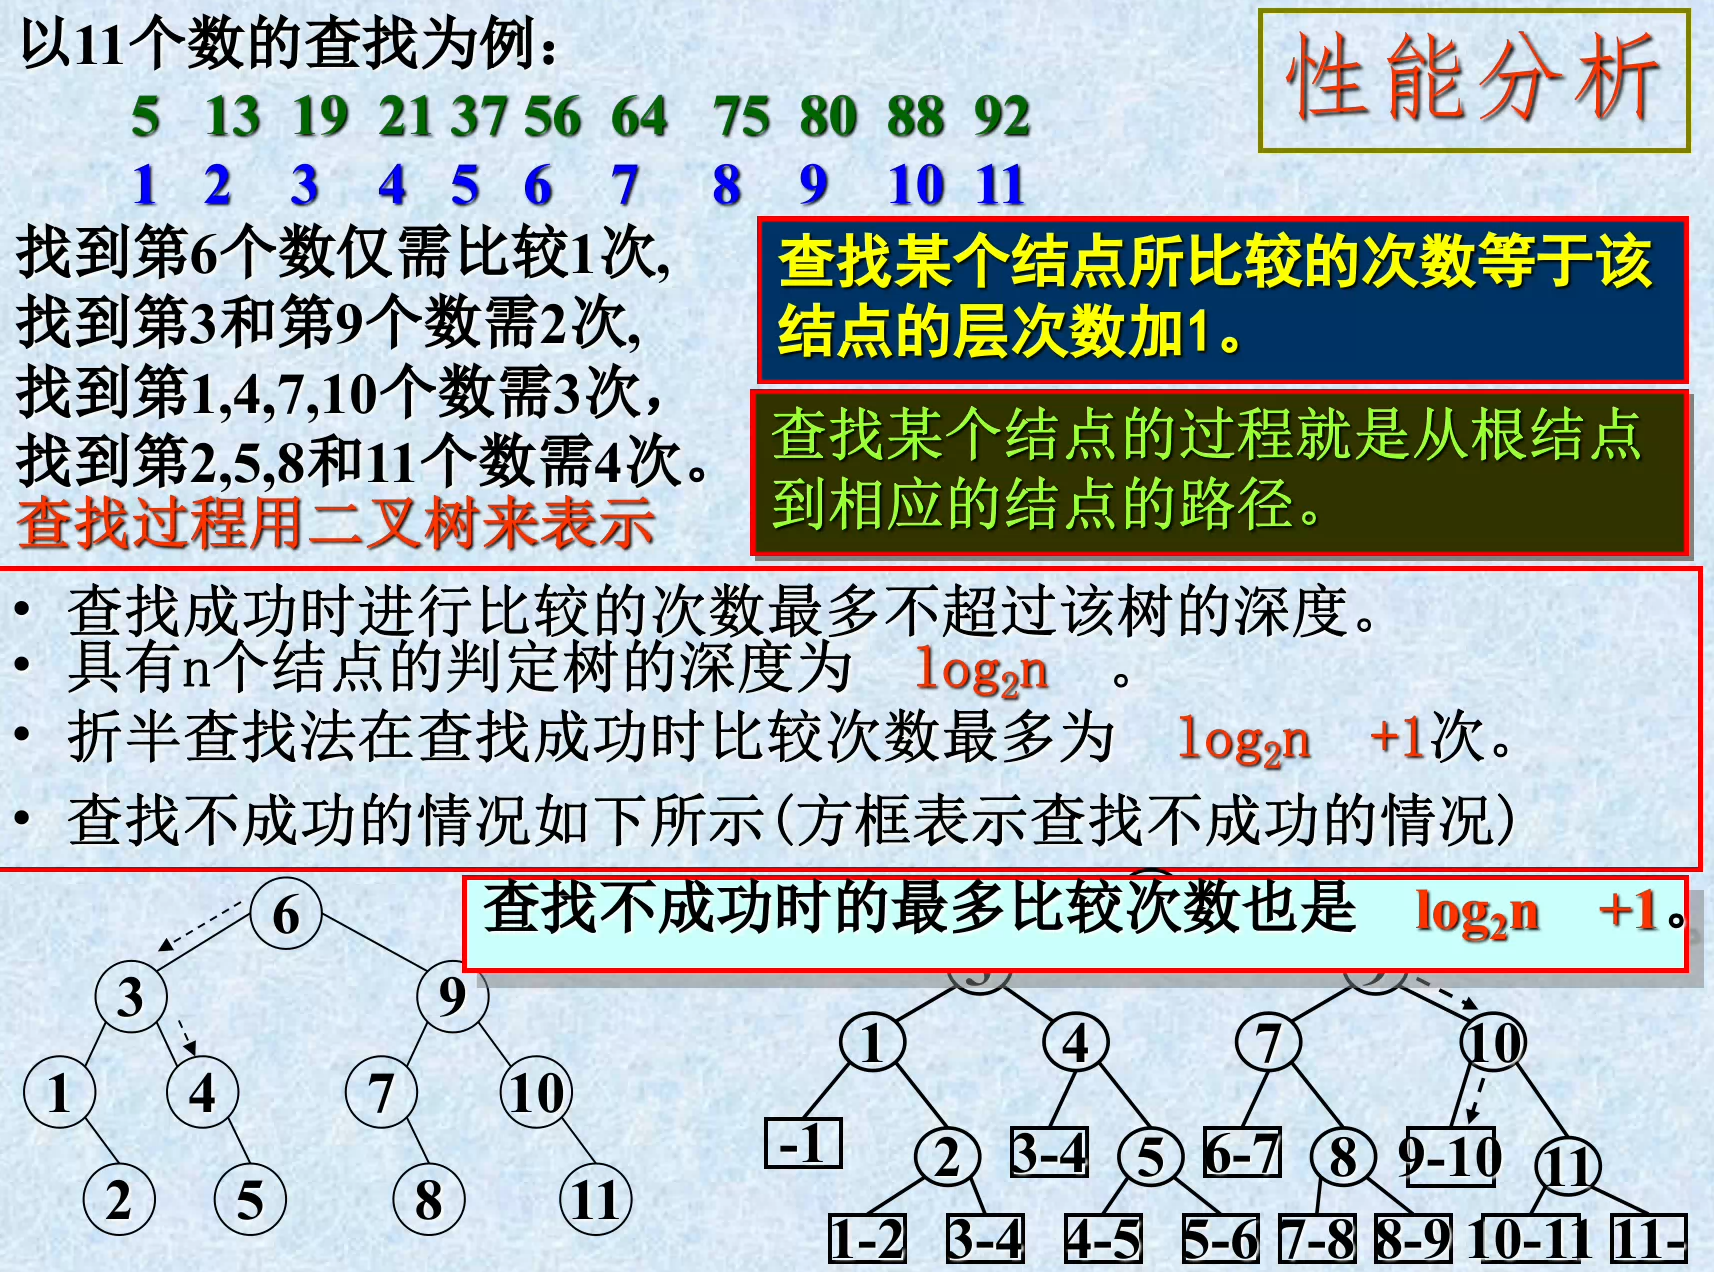 以11个数的查找为例：
性能分析
5 13 19 21 37 56 64 75 80 88 92
1 2 3 4 5 6 7 8 9 10 11
找到第6个数仅需比较1次,
找到第3和第9个数需2次,
找到第1,4,7,10个数需3次，
找到第2,5,8和11个数需4次。
查找过程用二叉树来表示
查找某个结点所比较的次数等于该
结点的层次数加1。
查找某个结点的过程就是从根结点
到相应的结点的路径。
• 查找成功时进行比较的次数最多不超过该树的深度。
• 具有n个结点的判定树的深度为 log₂n 。
• 折半查找法在查找成功时比较次数最多为 log₂n +1次。
• 查找不成功的情况如下所示(方框表示查找不成功的情况)
查找不成功时的最多比较次数也是 log₂n +1。
6
3 9
1 4 7 10
2 5 8 11
1 4 7 10
-1 2 3-4 5 6-7 8 9-10 11
1-2 3-4 4-5 5-6 7-8 8-9 10-11 11-